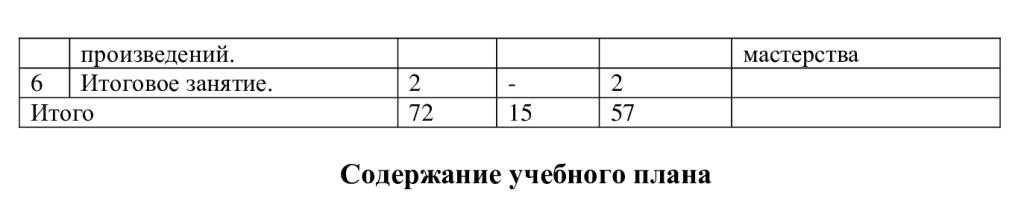 произведений. мастерства
6 Итоговое занятие. 2 - 2
Итого 72 15 57
Содержание учебного плана